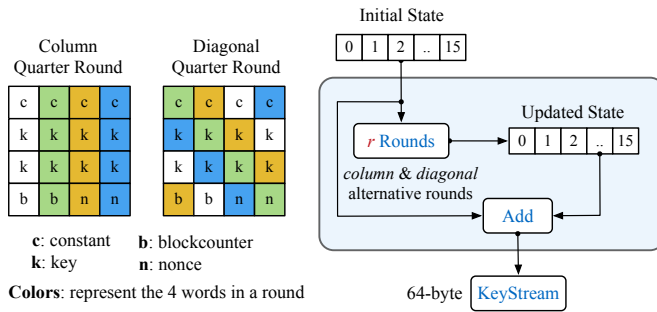 Column
Quarter Round
c c c c
k k k k
k k k k
b b n n
Diagonal
Quarter Round
c c c c
k k k k
k k k k
b b n n
c: constant
b: blockcounter
k: key
n: nonce
Colors: represent the 4 words in a round
Initial State
0 1 2 .. 15
r Rounds
column & diagonal
alternative rounds
Updated State
0 1 2 .. 15
Add
64-byte
KeyStream